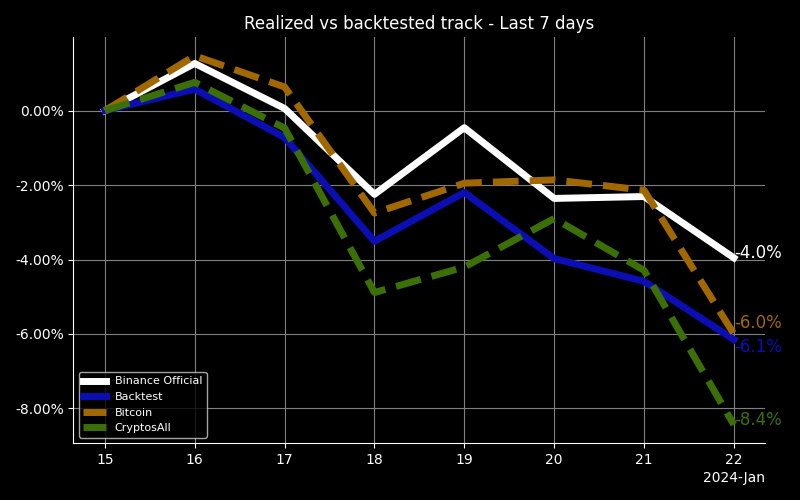 Realized vs backtested track - Last 7 days
0.00%
-2.00%
-4.00%
-6.00%
-8.00%
-4.0%
-6.0%
-6.1%
-8.4%
Binance Official
Backtest
Bitcoin
CryptosAll
15 16 17 18 19 20 21 22
2024-Jan